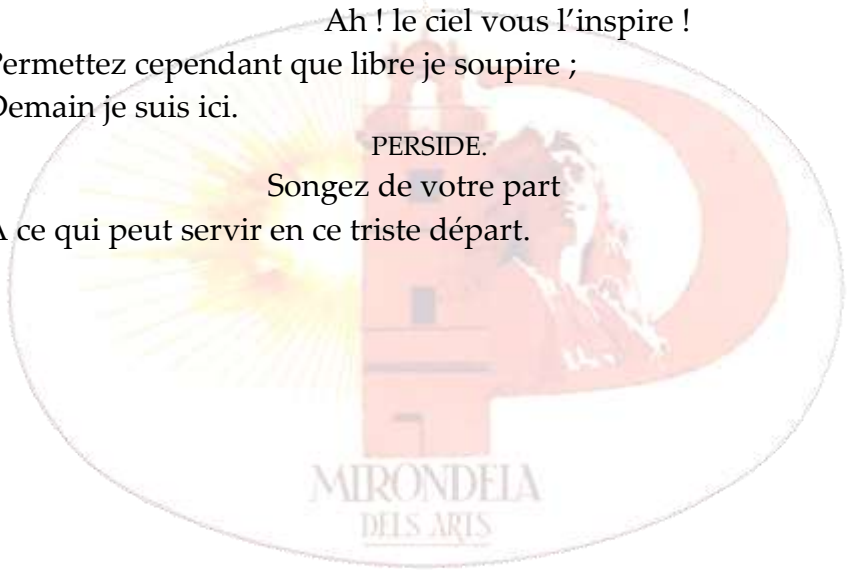 Ah ! le ciel vous l’inspire !
Permettez cependant que libre je soupire ;
Demain je suis ici.
PERSIDE.
Songez de votre part
À ce qui peut servir en ce triste départ.
MIRONDELA
DELS ARTS